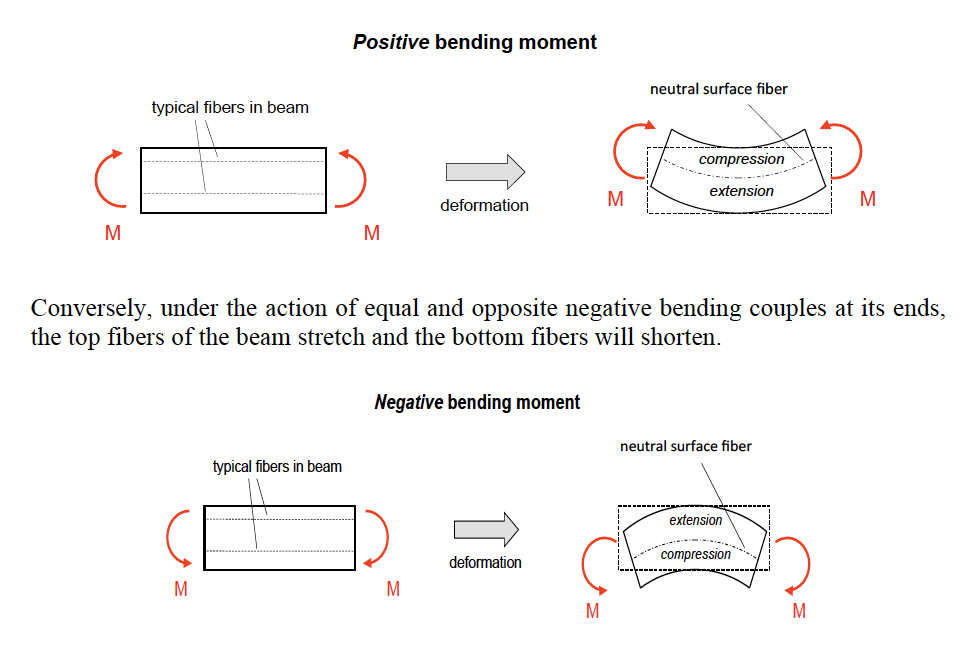 Positive bending moment
neutral surface fiber
typical fibers in beam
compression
extension
deformation
M
M
M
M
Conversely, under the action of equal and opposite negative bending couples at its ends,
the top fibers of the beam stretch and the bottom fibers will shorten.
Negative bending moment
neutral surface fiber
typical fibers in beam
extension
compression
deformation
M
M
M
M